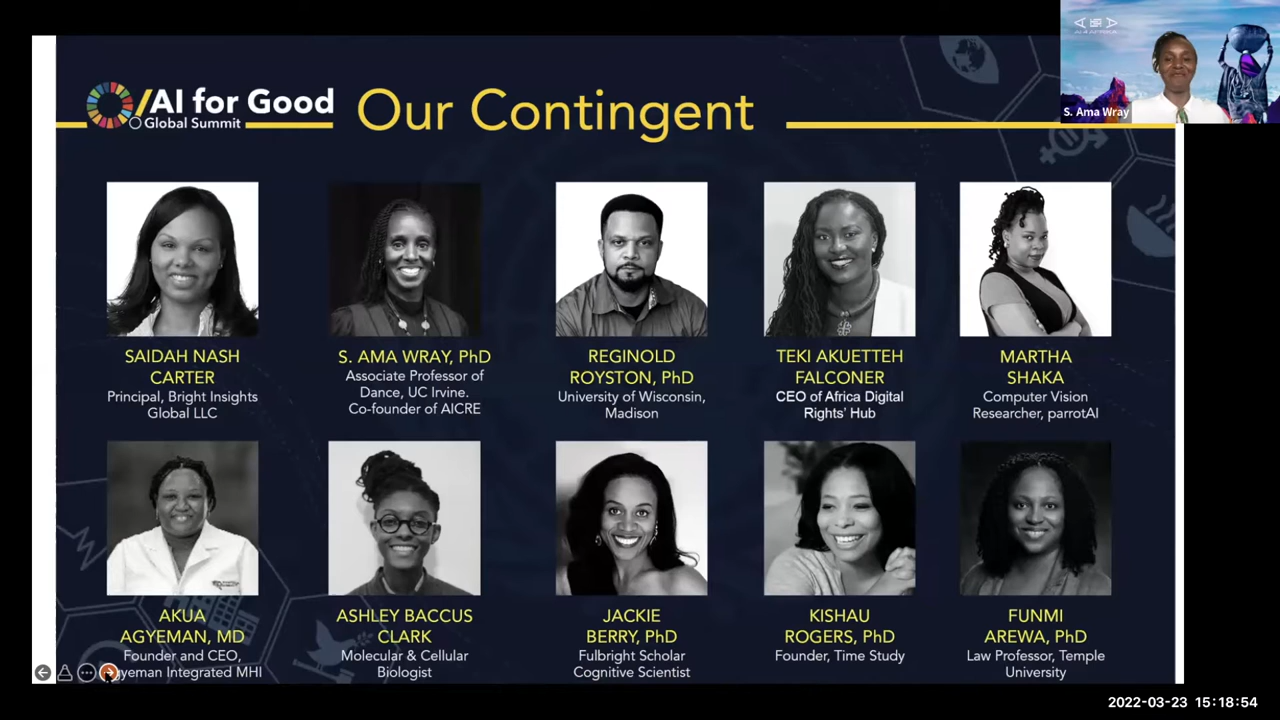 /AI for Good
Global Summit
Our Contingent
S. Ama Wray
SAIDAH NASH
CARTER
Principal, Bright Insights
Global LLC
S. AMA WRAY, PhD
Associate Professor of
Dance, UC Irvine.
Co-founder of AICRE
REGINOLD
ROYSTON, PhD
University of Wisconsin,
Madison
TEKI AKUETTEH
FALCONER
CEO of Africa Digital
Rights' Hub
MARTHA
SHAKA
Computer Vision
Researcher, parrotAI
AKUA
AGYEMAN, MD
Founder and CEO,
yeman Integrated MHI
ASHLEY BACCUS
CLARK
Molecular & Cellular
Biologist
JACKIE
BERRY, PhD
Fulbright Scholar
Cognitive Scientist
KISHAU
ROGERS, PhD
Founder, Time Study
FUNMI
AREWA, PhD
Law Professor, Temple
University
2022-03-23 15:18:54